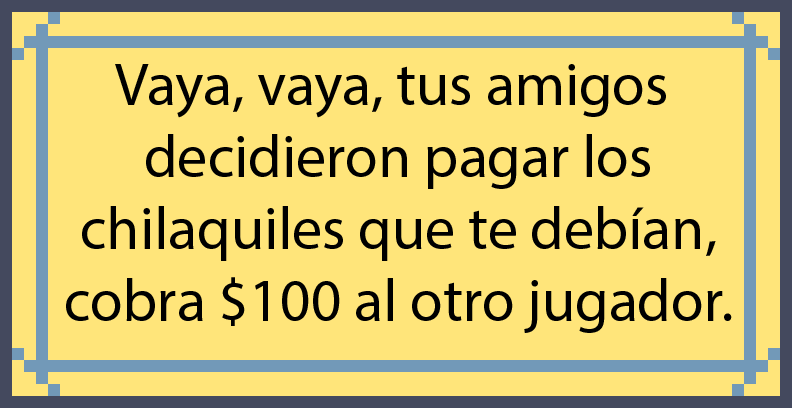 Vaya, vaya, tus amigos
decidieron pagar los
chilaquiles que te debían,
cobra $100 al otro jugador.